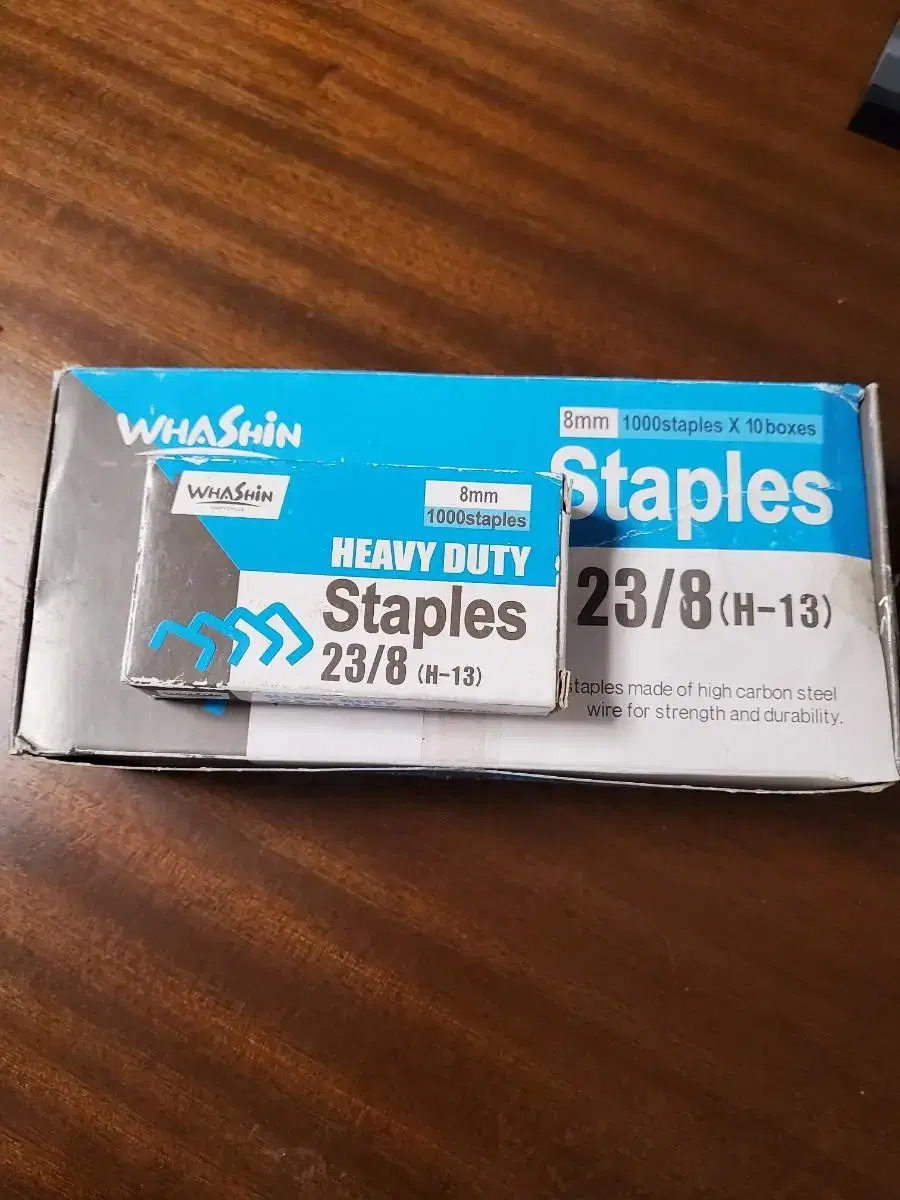 WHASHiN
8mm 1000staples X 10boxes
Staples
23/8 (H-13)
staples made of high carbon steel
wire for strength and durability.
WHASHiN
8mm
1000staples
HEAVY DUTY
Staples
23/8 (H-13)